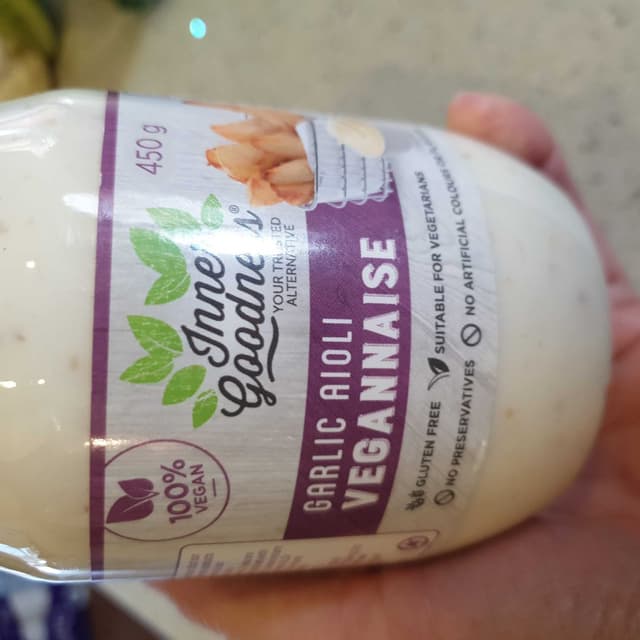 450 g
Inner
Goodness®
YOUR TRUSTED
ALTERNATIVE
100%
VEGAN
GARLIC AIOLI
VEGANNAISE
GLUTEN FREE SUITABLE FOR VEGETARIANS
NO PRESERVATIVES NO ARTIFICIAL COLOURS